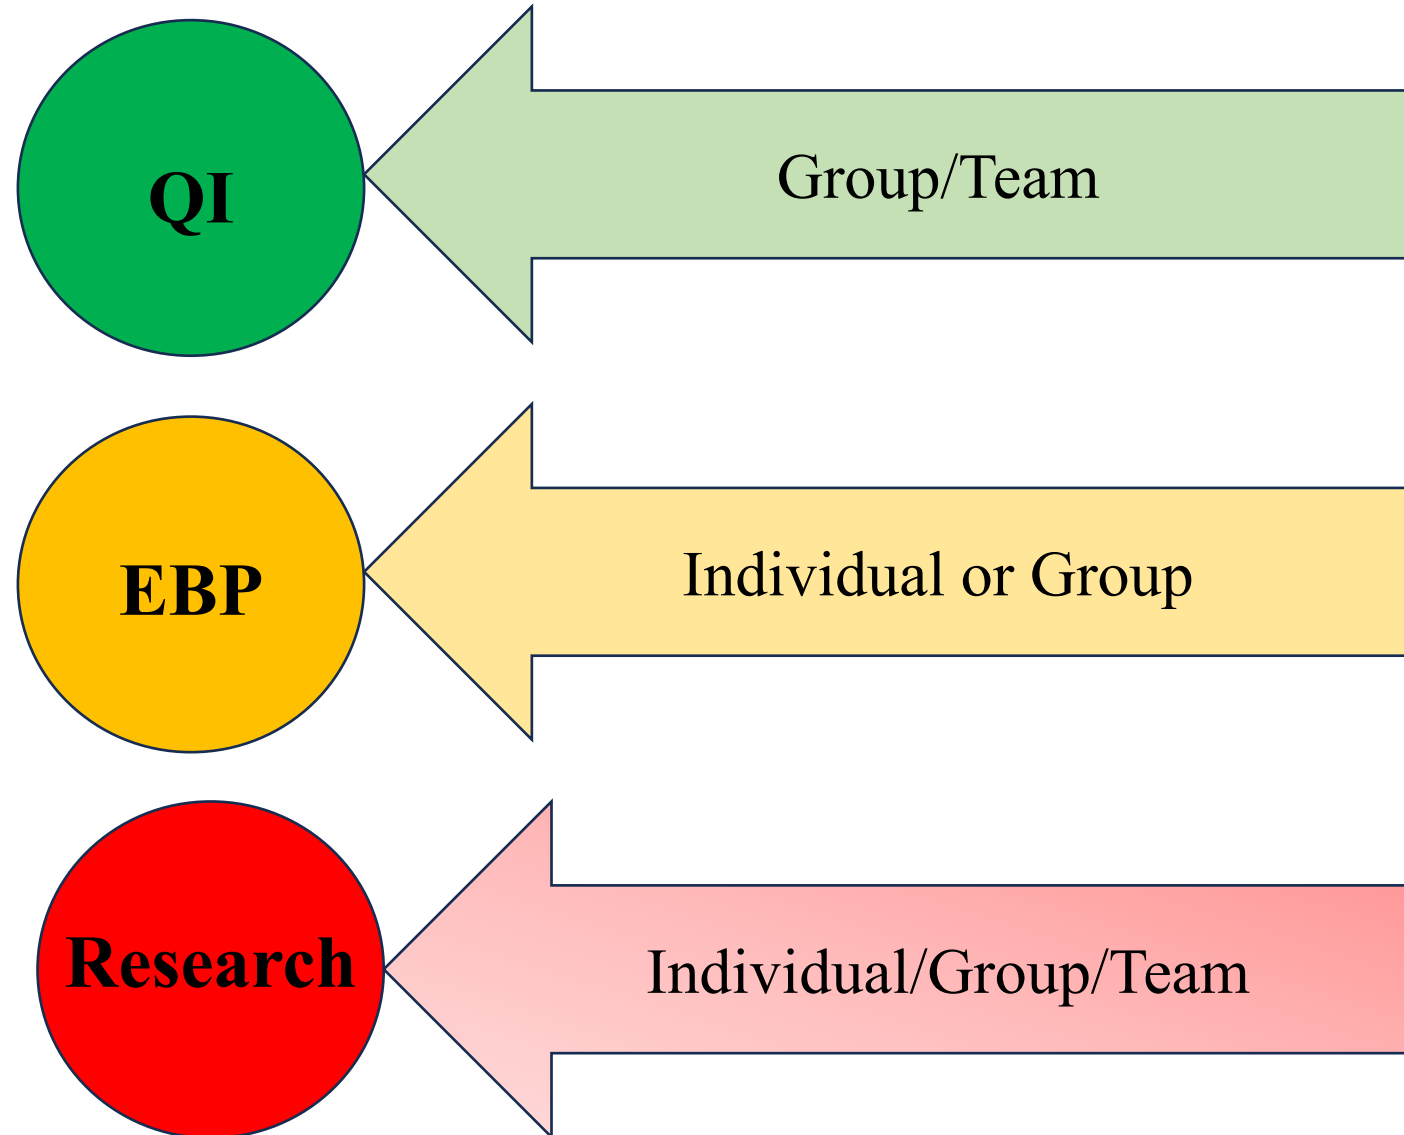 QI
Group/Team
EBP
Individual or Group
Research
Individual/Group/Team